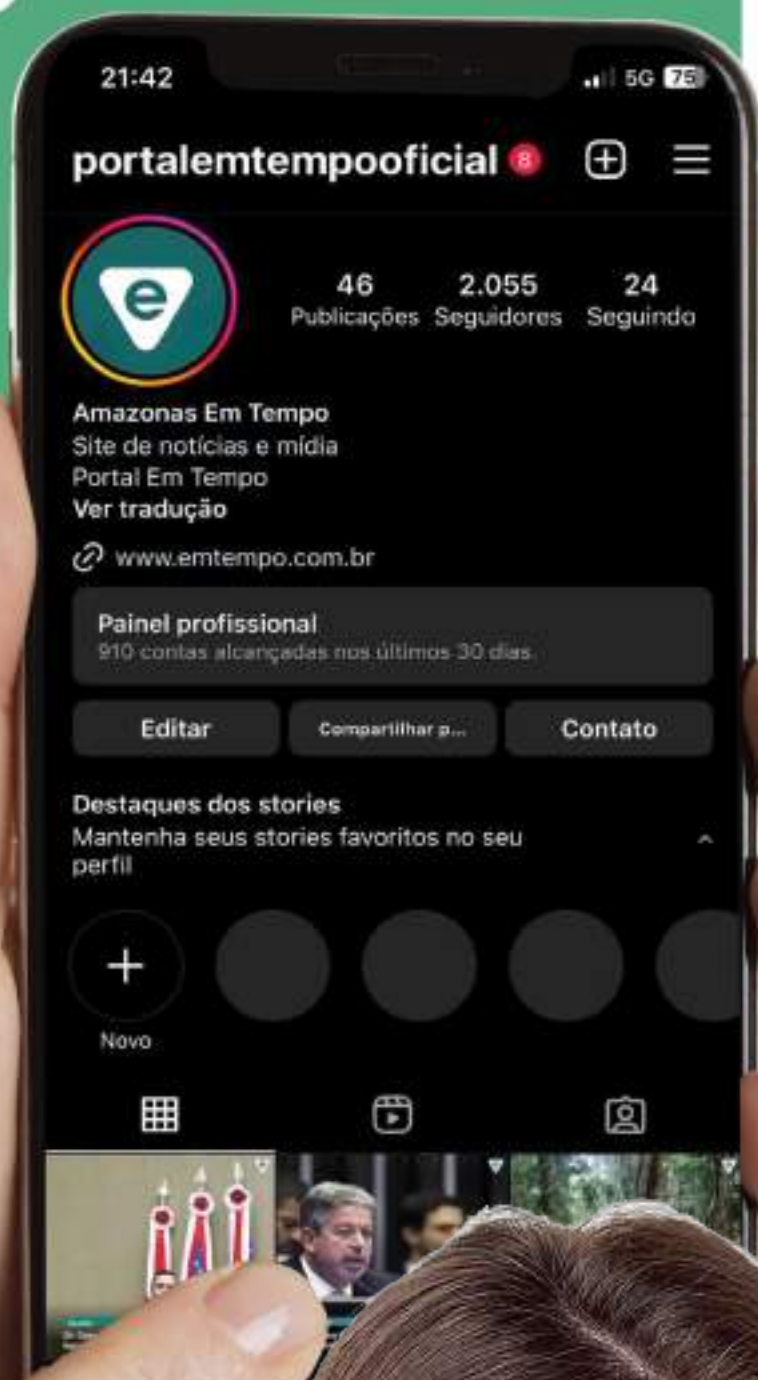 21:42
5G 75
portalemtempooficial 8
e
46 2.055 24
Publicações Seguidores Seguindo
Amazonas Em Tempo
Site de notícias e mídia
Portal Em Tempo
Ver tradução
www.emtempo.com.br
Painel profissional
910 contas alcançadas nos últimos 30 dias.
Editar Compartilhar p... Contato
Destaques dos stories
Mantenha seus stories favoritos no seu
perfil
Novo